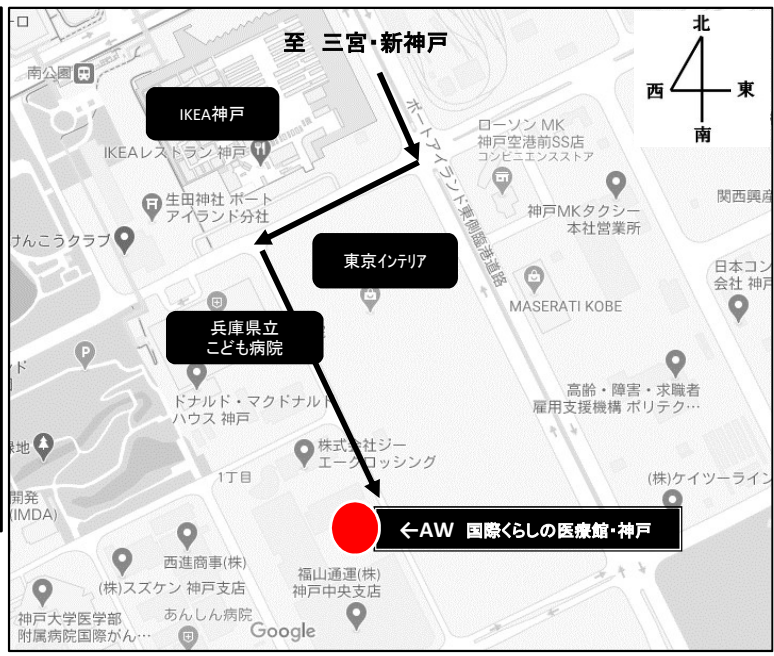 北
西
東
南
至 三宮・新神戸
南公園
IKEA神戸
IKEAレストラン 神戸
ローソン MK
神戸空港前SS店
コンビニエンスストア
生田神社 ポート
アイランド分社
ポートアイランド東側臨港道路
神戸MKタクシー
本社営業所
関西興産
けんこうクラブ
東京インテリア
日本コン
会社 神戸
MASERATI KOBE
兵庫県立
こども病院
P
ンド
ドナルド・マクドナルド
ハウス 神戸
高齢・障害・求職者
雇用支援機構 ポリテク…
緑地
株式会社ジー
エークロッシング
1丁目
(株)ケイツーライン
開発
(IMDA)
←AW 国際くらしの医療館・神戸
西進商事(株)
(株)スズケン 神戸支店
福山通運(株)
神戸中央支店
神戸大学医学部
附属病院国際がん…
あんしん病院
Google